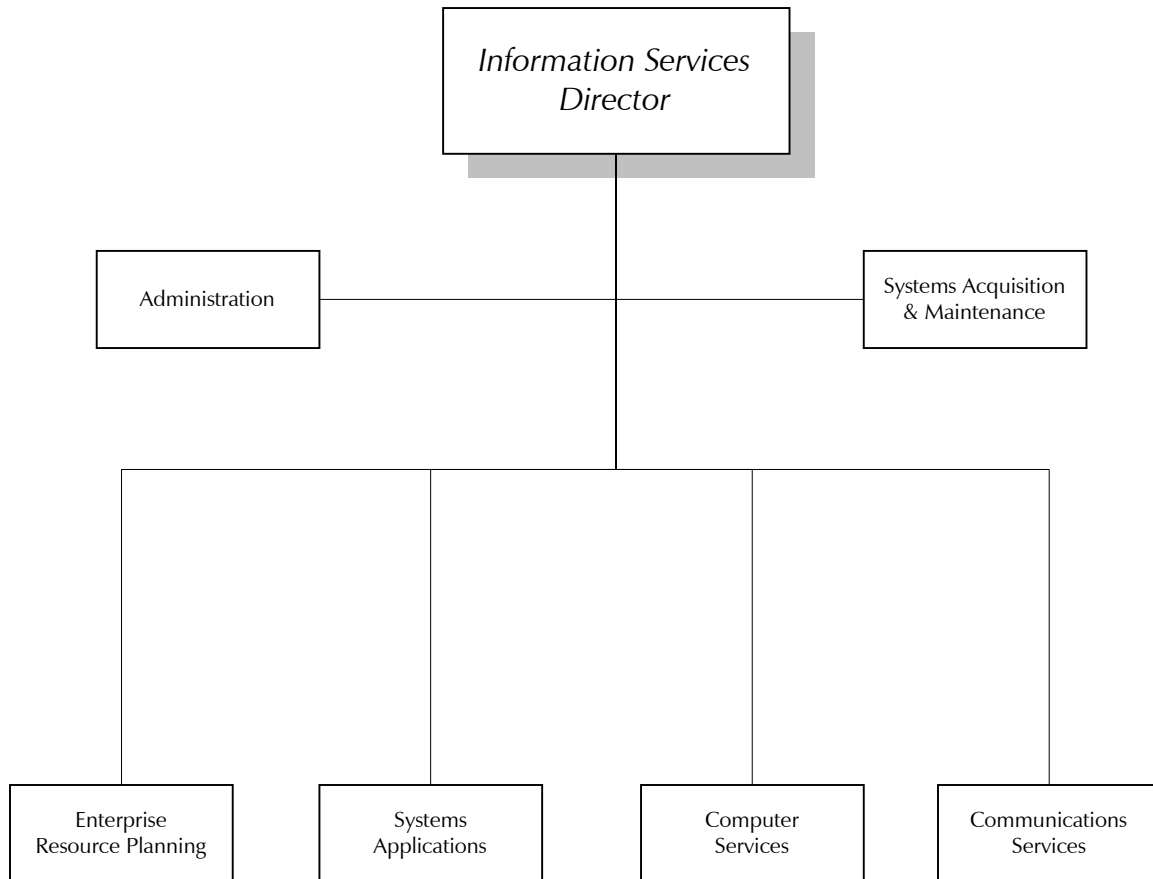 Information Services
Director
Administration
Systems Acquisition
& Maintenance
Enterprise
Resource Planning
Systems
Applications
Computer
Services
Communications
Services